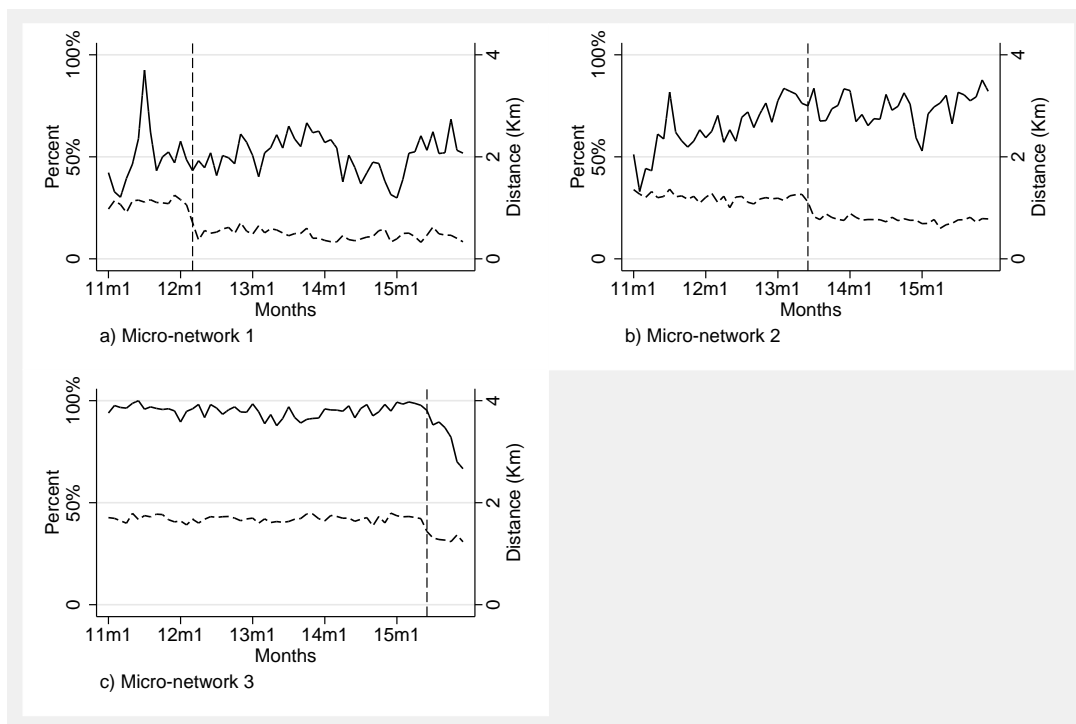 Percent
0 50% 100%
Distance (Km)
0 2 4
11m1 12m1 13m1 14m1 15m1
Months
a) Micro-network 1
Percent
0 50% 100%
Distance (Km)
0 2 4
11m1 12m1 13m1 14m1 15m1
Months
b) Micro-network 2
Percent
0 50% 100%
Distance (Km)
0 2 4
11m1 12m1 13m1 14m1 15m1
Months
c) Micro-network 3